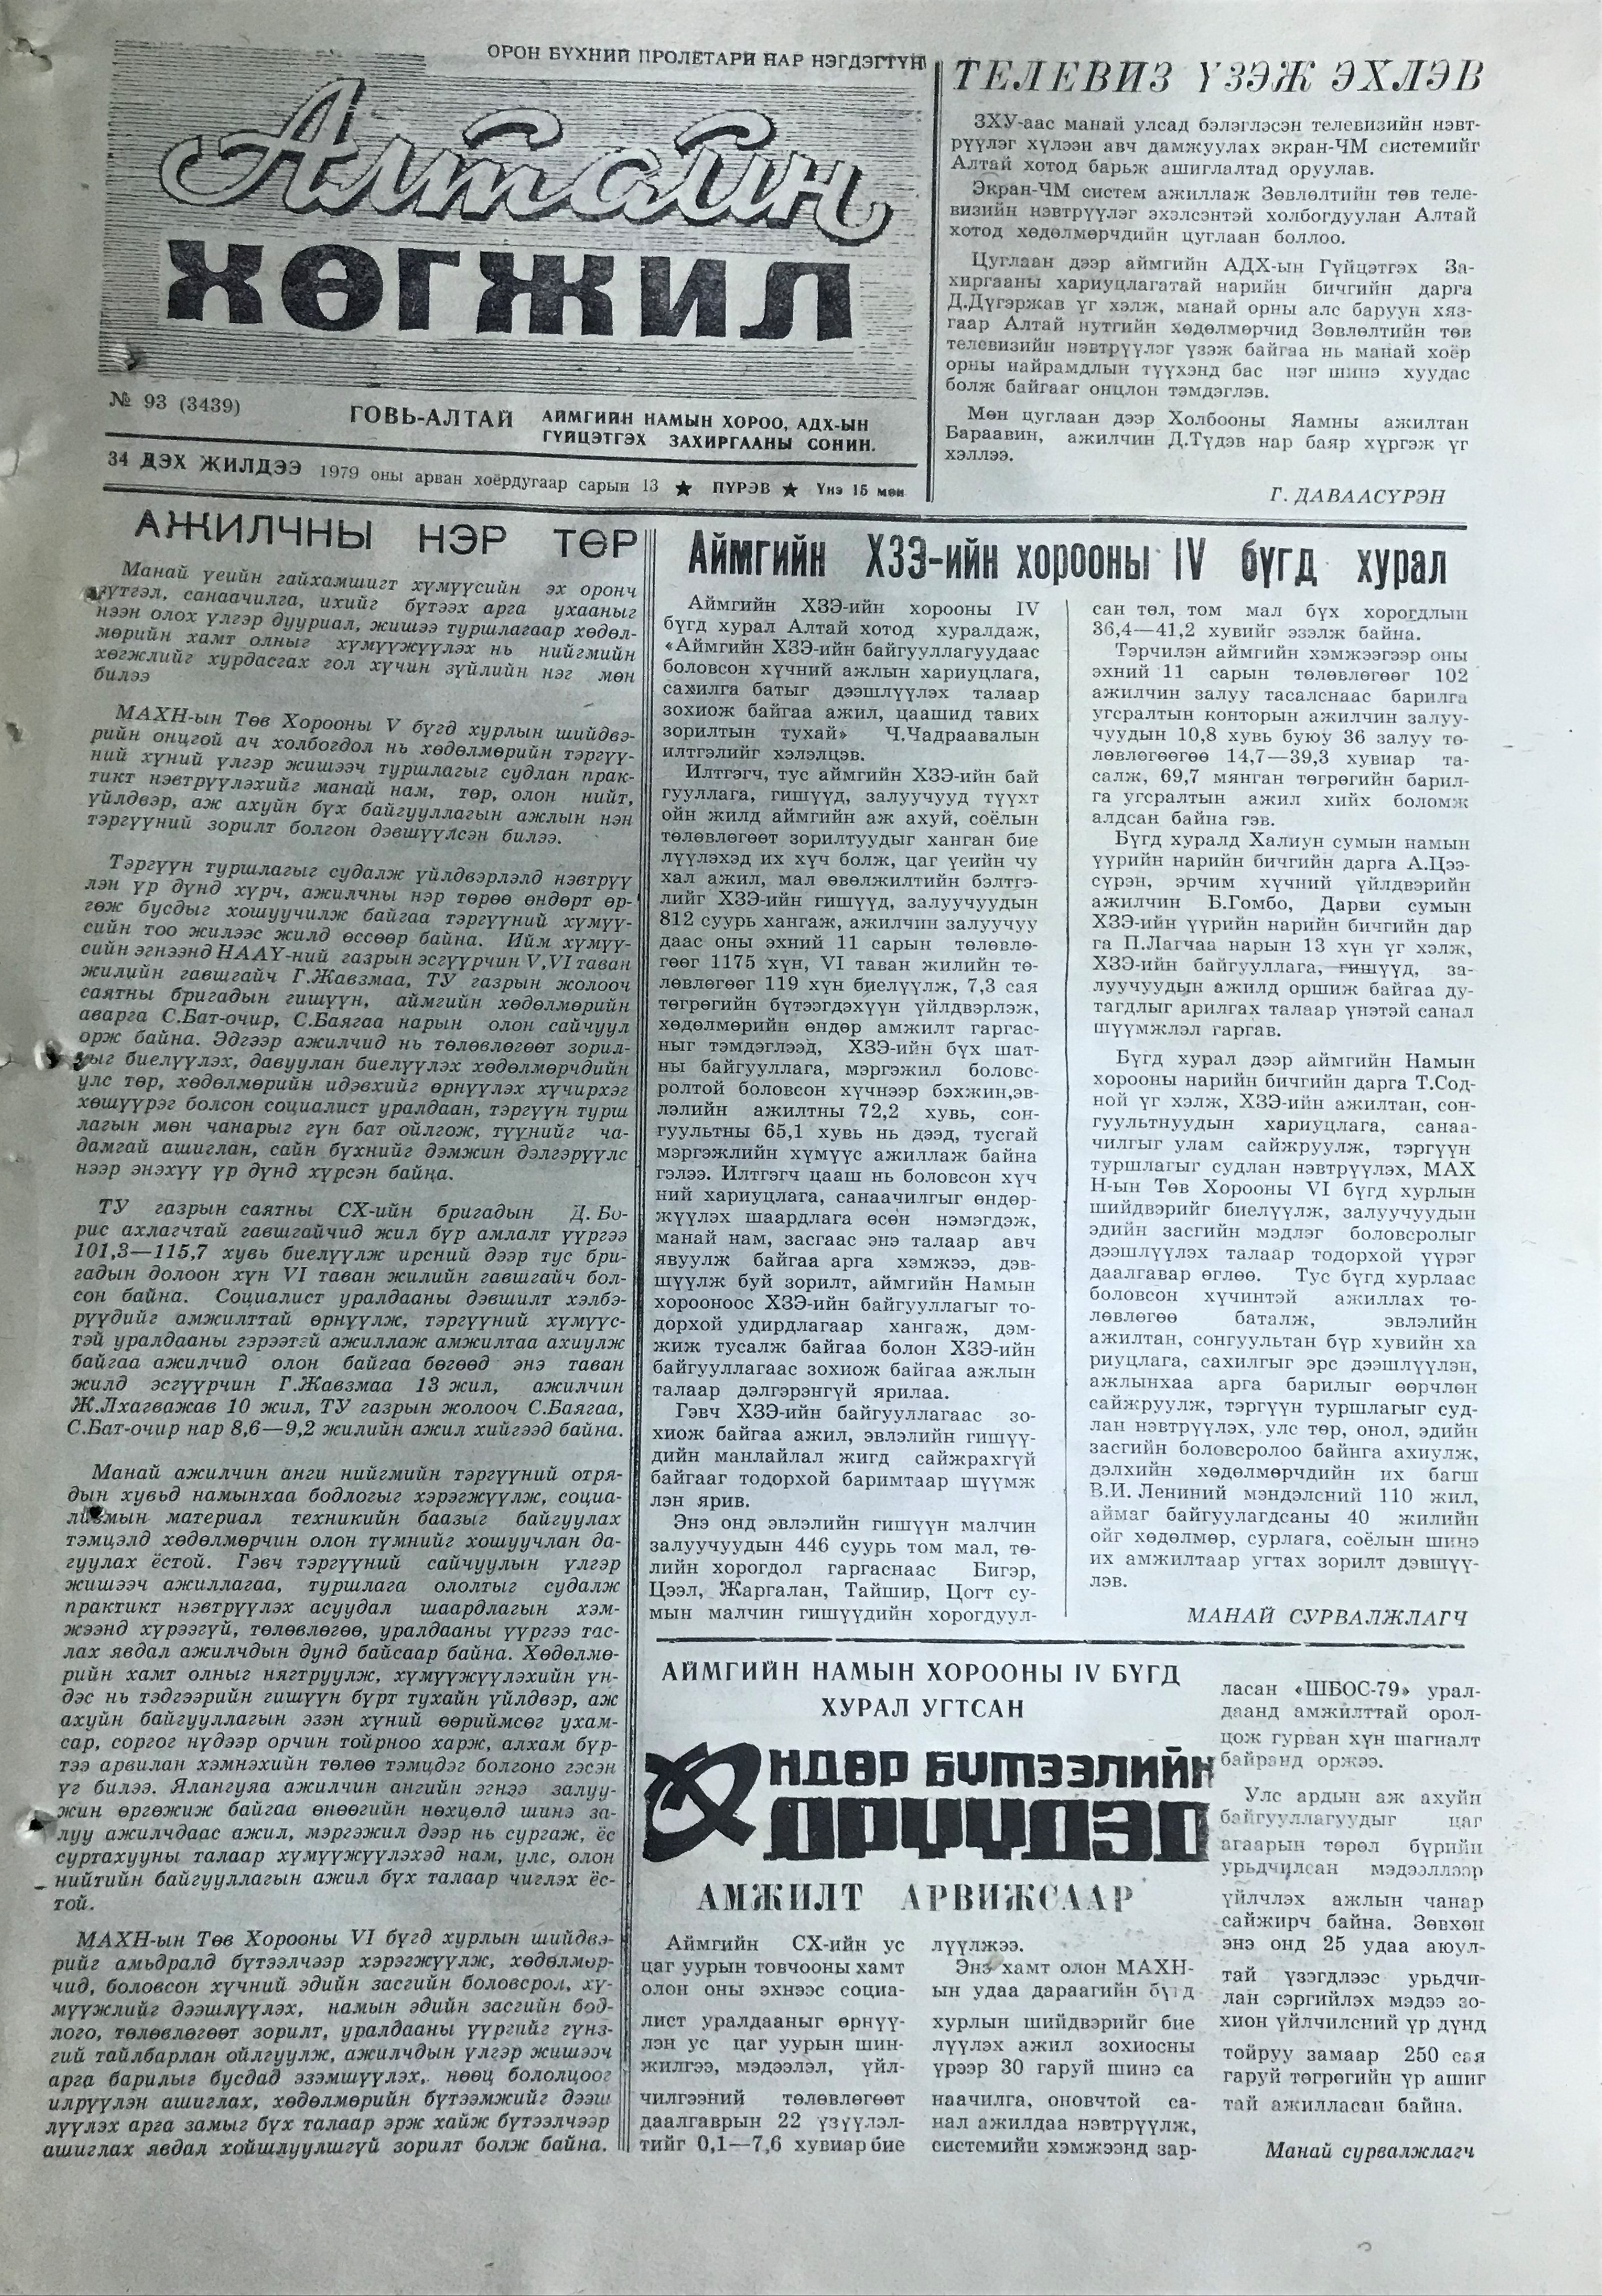 ОРОН БҮХНИЙ ПРОЛЕТАРИ НАР НЭГДЭГТҮН
Алтайн
ХӨГЖИЛ
№ 93 (3439)
ГОВЬ-АЛТАЙ АЙМГИЙН НАМЫН ХОРОО, АДХ-ЫН
ГҮЙЦЭТГЭХ ЗАХИРГААНЫ СОНИН.
34 ДЭХ ЖИЛДЭЭ 1979 оны арван хоёрдугаар сарын 13 ★ ПҮРЭВ ★ Үнэ 15 мөн
ТЕЛЕВИЗ ҮЗЭЖ ЭХЛЭВ
ЗХУ-аас манай улсад бэлэглэсэн телевизийн нэвт-
рүүлэг хүлээн авч дамжуулах экран-ЧМ системийг
Алтай хотод барьж ашиглалтад оруулав.
Экран-ЧМ систем ажиллаж Зөвлөлтийн төв теле-
визийн нэвтрүүлэг эхэлсэнтэй холбогдуулан Алтай
хотод хөдөлмөрчдийн цуглаан боллоо.
Цуглаан дээр аймгийн АДХ-ын Гүйцэтгэх За-
хиргааны хариуцлагатай нарийн бичгийн дарга
Д.Дүгэржав үг хэлж, манай орны алс баруун хяз-
гаар Алтай нутгийн хөдөлмөрчид Зөвлөлтийн төв
телевизийн нэвтрүүлэг үзэж байгаа нь манай хоёр
орны найрамдлын түүхэнд бас нэг шинэ хуудас
болж байгааг онцлон тэмдэглэв.
Мөн цуглаан дээр Холбооны Яамны ажилтан
Бараавин, ажилчин Д.Түдэв нар баяр хүргэж үг
хэллээ.
Г. ДАВААСҮРЭН
АЖИЛЧНЫ НЭР ТӨР
Манай үеийн гайхамшигт хүмүүсийн эх оронч
зүтгэл, санаачилга, ихийг бүтээх арга ухааныг
нээн олох үлгэр дууриал, жишээ туршлагаар хөдөл-
мөрийн хамт олныг хүмүүжүүлэх нь нийгмийн
хөгжлийг хурдасгах гол хүчин зүйлийн нэг мөн
билээ
МАХН-ын Төв Хорооны V бүгд хурлын шийдвэ-
рийн онцгой ач холбогдол нь хөдөлмөрийн тэргүү-
ний хүний үлгэр жишээч туршлагыг судлан прак-
тикт нэвтрүүлэхийг манай нам, төр, олон нийт,
үйлдвэр, аж ахуйн бүх байгууллагын ажлын нэн
тэргүүний зорилт болгон дэвшүүлсэн билээ.
Тэргүүн туршлагыг судалж үйлдвэрлэлд нэвтрүү
лэн үр дүнд хүрч, ажилчны нэр төрөө өндөрт өр-
гөж бусдыг хошуучилж байгаа тэргүүний хүмүү-
сийн тоо жилээс жилд өссөөр байна. Ийм хүмүү-
сийн эгнээнд НААҮ-ний газрын эсгүүрчин V,VI таван
жилийн гавшгайч Г.Жавзмаа, ТУ газрын жолооч
саятны бригадын гишүүн, аймгийн хөдөлмөрийн
аварга С.Бат-очир, С.Баягаа нарын олон сайчуул
орж байна. Эдгээр ажилчид нь төлөвлөгөөт зорил-
ыг биелүүлэх, давуулан биелүүлэх хөдөлмөрчдийн
улс төр, хөдөлмөрийн идэвхийг өрнүүлэх хүчирхэг
хөшүүрэг болсон социалист уралдаан, тэргүүн турш
лагын мөн чанарыг гүн бат ойлгож, түүнийг ча-
дамгай ашиглан, сайн бүхнийг дэмжин дэлгэрүүлс
нээр энэхүү үр дүнд хүрсэн байна.
ТУ газрын саятны СХ-ийн бригадын Д. Бо-
рис ахлагчтай гавшгайчид жил бүр амлалт үүргээ
101,3—115,7 хувь биелүүлж ирсний дээр тус бри-
гадын долоон хүн VI таван жилийн гавшгайч бол-
сон байна. Социалист уралдааны дэвшилт хэлбэ-
рүүдийг амжилттай өрнүүлж, тэргүүний хүмүүс-
тэй уралдааны гэрээтэй ажиллаж амжилтаа ахиулж
байгаа ажилчид олон байгаа бөгөөд энэ таван
жилд эсгүүрчин Г.Жавзмаа 13 жил, ажилчин
Ж.Лхагважав 10 жил, ТУ газрын жолооч С.Баягаа,
С.Бат-очир нар 8,6—9,2 жилийн ажил хийгээд байна.
Манай ажилчин анги нийгмийн тэргүүний отря-
дын хувьд намынхаа бодлогыг хэрэгжүүлж, социа-
лизмын материал техникийн баазыг байгуулах
тэмцэлд хөдөлмөрчин олон түмнийг хошуучлан да-
гуулах ёстой. Гэвч тэргүүний сайчуулын үлгэр
жишээч ажиллагаа, туршлага ололтыг судалж
практикт нэвтрүүлэх асуудал шаардлагын хэм-
жээнд хүрээгүй, төлөвлөгөө, уралдааны үүргээ тас-
лах явдал ажилчдын дунд байсаар байна. Хөдөлмө-
рийн хамт олныг нягтруулж, хүмүүжүүлэхийн үн-
дэс нь тэдгээрийн гишүүн бүрт тухайн үйлдвэр, аж
ахуйн байгууллагын эзэн хүний өөриймсөг ухам-
сар, соргог нүдээр орчин тойрноо харж, алхам бүр-
тээ арвилан хэмнэхийн төлөө тэмцдэг болгоно гэсэн
үг билээ. Ялангуяа ажилчин ангийн эгнээ залуу-
жин өргөжиж байгаа өнөөгийн нөхцөлд шинэ за-
луу ажилчдаас ажил, мэргэжил дээр нь сургаж, ёс
суртахууны талаар хүмүүжүүлэхэд нам, улс, олон
нийтийн байгууллагын ажил бүх талаар чиглэх ёс-
той.
МАХН-ын Төв Хорооны VI бүгд хурлын шийдвэ-
рийг амьдралд бүтээлчээр хэрэгжүүлж, хөдөлмөр-
чид, боловсон хүчний эдийн засгийн боловсрол, хү-
мүүжлийг дээшлүүлэх, намын эдийн засгийн бод-
лого, төлөвлөгөөт зорилт, уралдааны үүргийг гүнз-
гий тайлбарлан ойлгуулж, ажилчдын үлгэр жишээч
арга барилыг бусдад эзэмшүүлэх, нөөц бололцоог
илрүүлэн ашиглах, хөдөлмөрийн бүтээмжийг дээш
лүүлэх арга замыг бүх талаар эрж хайж бүтээлчээр
ашиглах явдал хойшлуулшгүй зорилт болж байна.
Аймгийн ХЗЭ-ийн хорооны IV бүгд хурал
Аймгийн ХЗЭ-ийн хорооны IV
бүгд хурал Алтай хотод хуралдаж,
«Аймгийн ХЗЭ-ийн байгууллагуудаас
боловсон хүчний ажлын хариуцлага,
сахилга батыг дээшлүүлэх талаар
зохиож байгаа ажил, цаашид тавих
зорилтын тухай» Ч.Чадраавалын
илтгэлийг хэлэлцэв.
Илтгэгч, тус аймгийн ХЗЭ-ийн бай
гууллага, гишүүд, залуучууд түүхт
ойн жилд аймгийн аж ахуй, соёлын
төлөвлөгөөт зорилтуудыг ханган бие
лүүлэхэд их хүч болж, цаг үеийн чу
хал ажил, мал өвөлжилтийн бэлтгэ-
лийг ХЗЭ-ийн гишүүд, залуучуудын
812 суурь хангаж, ажилчин залуучуу
даас оны эхний 11 сарын төлөвлө-
гөөг 1175 хүн, VI таван жилийн тө-
лөвлөгөөг 119 хүн биелүүлж, 7,3 сая
төгрөгийн бүтээгдэхүүн үйлдвэрлэж,
хөдөлмөрийн өндөр амжилт гаргас-
ныг тэмдэглээд, ХЗЭ-ийн бүх шат-
ны байгууллага, мэргэжил боловс-
ролтой боловсон хүчнээр бэхжин,эв-
лэлийн ажилтны 72,2 хувь, сон-
гуультны 65,1 хувь нь дээд, тусгай
мэргэжлийн хүмүүс ажиллаж байна
гэлээ. Илтгэгч цааш нь боловсон хүч
ний хариуцлага, санаачилгыг өндөр-
жүүлэх шаардлага өсөн нэмэгдэж,
манай нам, засгаас энэ талаар авч
явуулж байгаа арга хэмжээ, дэв-
шүүлж буй зорилт, аймгийн Намын
хорооноос ХЗЭ-ийн байгууллагыг то-
дорхой удирдлагаар хангаж, дэм-
жиж тусалж байгаа болон ХЗЭ-ийн
байгууллагаас зохиож байгаа ажлын
талаар дэлгэрэнгүй ярилаа.
Гэвч ХЗЭ-ийн байгууллагаас зо-
хиож байгаа ажил, эвлэлийн гишүү-
дийн манлайлал жигд сайжрахгүй
байгааг тодорхой баримтаар шүүмж
лэн ярив.
Энэ онд эвлэлийн гишүүн малчин
залуучуудын 446 суурь том мал, тө-
лийн хорогдол гаргаснаас Бигэр,
Цээл, Жаргалан, Тайшир, Цогт су-
мын малчин гишүүдийн хорогдуул-
сан төл, том мал бүх хорогдлын
36,4—41,2 хувийг эзэлж байна.
Тэрчилэн аймгийн хэмжээгээр оны
эхний 11 сарын төлөвлөгөөг 102
ажилчин залуу тасалснаас барилга
угсралтын конторын ажилчин залуу-
чуудын 10,8 хувь буюу 36 залуу тө-
лөвлөгөөгөө 14,7—39,3 хувиар та-
салж, 69,7 мянган төгрөгийн барил-
га угсралтын ажил хийх боломж
алдсан байна гэв.
Бүгд хуралд Халиун сумын намын
үүрийн нарийн бичгийн дарга А.Цээ-
сүрэн, эрчим хүчний үйлдвэрийн
ажилчин Б.Гомбо, Дарви сумын
ХЗЭ-ийн үүрийн нарийн бичгийн дар
га П.Лагчаа нарын 13 хүн үг хэлж,
ХЗЭ-ийн байгууллага, гишүүд, за-
луучуудын ажилд оршиж байгаа ду-
тагдлыг арилгах талаар үнэтэй санал
шүүмжлэл гаргав.
Бүгд хурал дээр аймгийн Намын
хорооны нарийн бичгийн дарга Т.Сод-
ной үг хэлж, ХЗЭ-ийн ажилтан, сон-
гуультнуудын хариуцлага, санаа-
чилгыг улам сайжруулж, тэргүүн
туршлагыг судлан нэвтрүүлэх, МАХ
Н-ын Төв Хорооны VI бүгд хурлын
шийдвэрийг биелүүлж, залуучуудын
эдийн засгийн мэдлэг боловсролыг
дээшлүүлэх талаар тодорхой үүрэг
даалгавар өглөө. Тус бүгд хурлаас
боловсон хүчинтэй ажиллах тө-
лөвлөгөө баталж, эвлэлийн
ажилтан, сонгуультан бүр хувийн ха
риуцлага, сахилгыг эрс дээшлүүлэн,
ажлынхаа арга барилыг өөрчлөн
сайжруулж, тэргүүн туршлагыг суд-
лан нэвтрүүлэх, улс төр, онол, эдийн
засгийн боловсролоо байнга ахиулж,
дэлхийн хөдөлмөрчдийн их багш
В.И. Лениний мэндэлсний 110 жил,
аймаг байгуулагдсаны 40 жилийн
ойг хөдөлмөр, сурлага, соёлын шинэ
их амжилтаар угтах зорилт дэвшүү-
лэв.
МАНАЙ СУРВАЛЖЛАГЧ
АЙМГИЙН НАМЫН ХОРООНЫ IV БҮГД
ХУРАЛ УГТСАН
ӨНДӨР БҮТЭЭЛИЙН
ӨДРҮҮДЭД
АМЖИЛТ АРВИЖСААР
Аймгийн СХ-ийн ус
цаг уурын товчооны хамт
олон оны эхнээс социа-
лист уралдааныг өрнүү-
лэн ус цаг уурын шин-
жилгээ, мэдээлэл, үйл-
чилгээний төлөвлөгөөт
даалгаврын 22 үзүүлэл-
тийг 0,1—7,6 хувиар бие
лүүлжээ.
Энэ хамт олон МАХН-
ын удаа дараагийн бүгд
хурлын шийдвэрийг бие
лүүлэх ажил зохиосны
үрээр 30 гаруй шинэ са
наачилга, оновчтой са-
нал ажилдаа нэвтрүүлж,
системийн хэмжээнд зар-
ласан «ШБОС-79» урал-
даанд амжилттай орол-
цож гурван хүн шагналт
байранд оржээ.
Улс ардын аж ахуйн
байгууллагуудыг цаг
агаарын төрөл бүрийн
урьдчилсан мэдээллээр
үйлчлэх ажлын чанар
сайжирч байна. Зөвхөн
энэ онд 25 удаа аюул-
тай үзэгдлээс урьдчи-
лан сэргийлэх мэдээ зо-
хион үйлчилсний үр дүнд
тойруу замаар 250 сая
гаруй төгрөгийн үр ашиг
тай ажилласан байна.
Манай сурвалжлагч